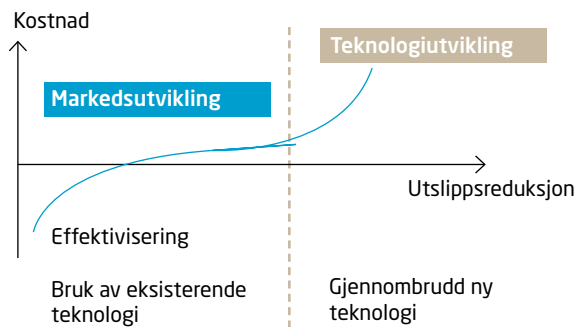 Kostnad
Teknologiutvikling
Markedsutvikling
Utslippsreduksjon
Effektivisering
Bruk av eksisterende
teknologi
Gjennombrudd ny
teknologi